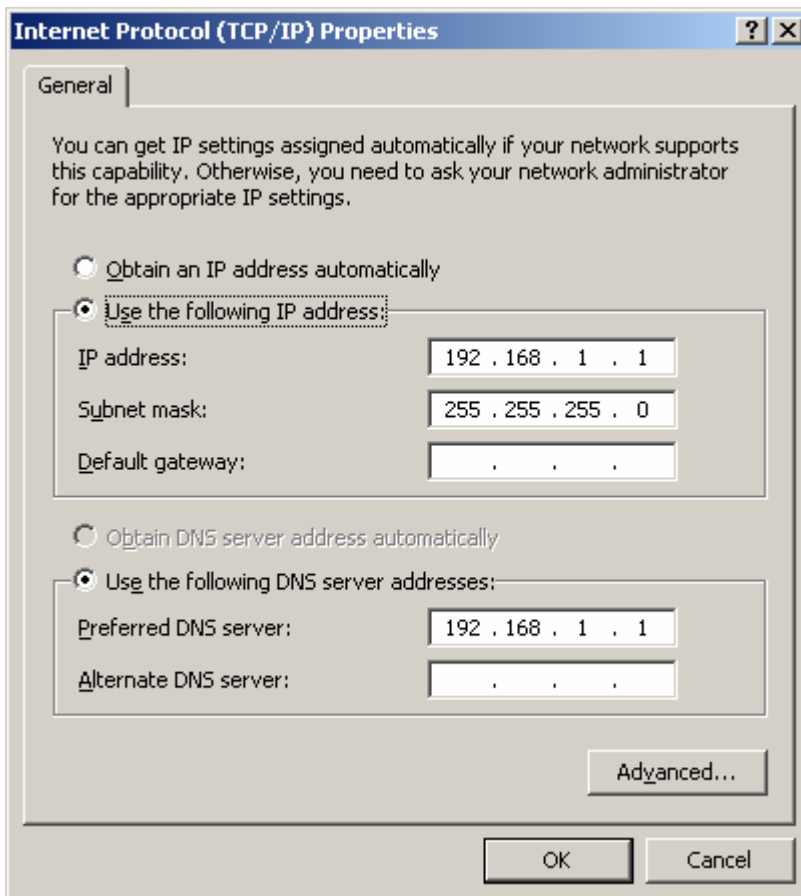 Internet Protocol (TCP/IP) Properties
General
You can get IP settings assigned automatically if your network supports
this capability. Otherwise, you need to ask your network administrator
for the appropriate IP settings.
Obtain an IP address automatically
Use the following IP address:
IP address: 192 . 168 . 1 . 1
Subnet mask: 255 . 255 . 255 . 0
Default gateway: . . .
Obtain DNS server address automatically
Use the following DNS server addresses:
Preferred DNS server: 192 . 168 . 1 . 1
Alternate DNS server: . . .
Advanced...
OK Cancel